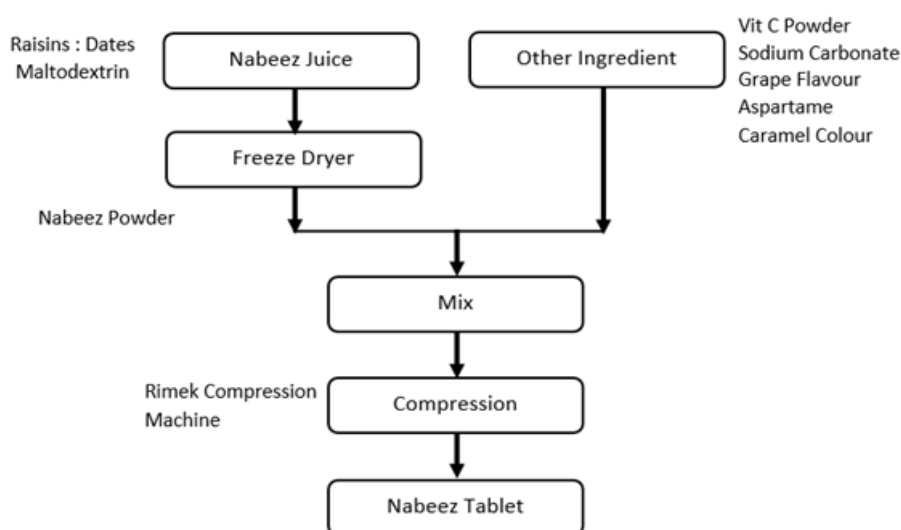 Raisins : Dates
Maltodextrin
Nabeez Juice
Other Ingredient
Vit C Powder
Sodium Carbonate
Grape Flavour
Aspartame
Caramel Colour
Freeze Dryer
Nabeez Powder
Mix
Rimek Compression
Machine
Compression
Nabeez Tablet